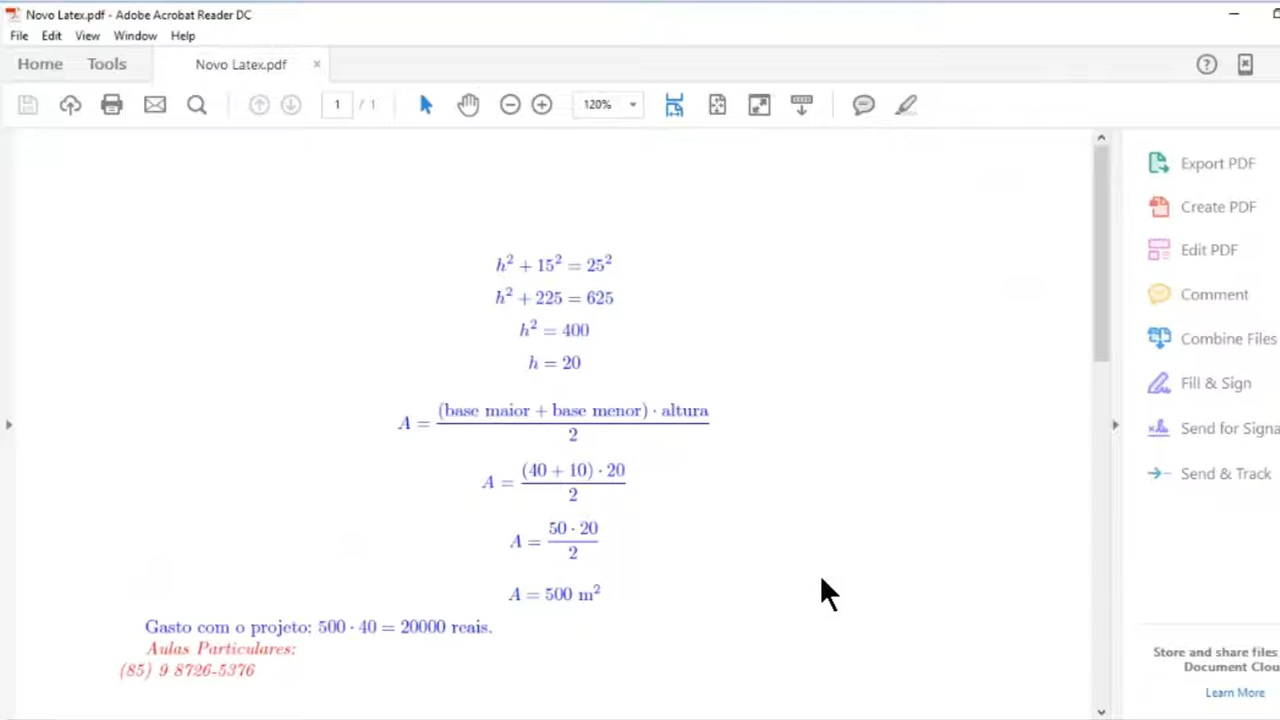 Novo Latex.pdf - Adobe Acrobat Reader DC
File Edit View Window Help
Home Tools Novo Latex.pdf ×
1 / 1 120%
Export PDF
Create PDF
Edit PDF
Comment
Combine Files
Fill & Sign
Send for Signa
Send & Track
h² + 15² = 25²
h² + 225 = 625
h² = 400
h = 20
A = (base maior + base menor) · altura / 2
A = (40 + 10) · 20 / 2
A = 50 · 20 / 2
A = 500 m²
Gasto com o projeto: 500 · 40 = 20000 reais.
Aulas Particulares:
(85) 9 8726-5376
Store and share files
Document Clou
Learn More